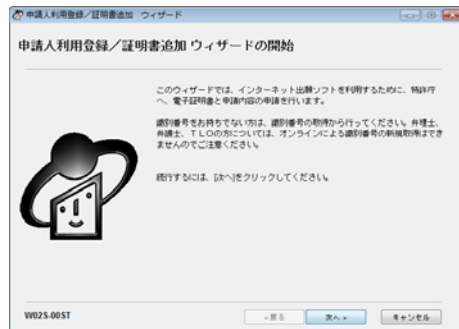 申請人利用登録／証明書追加 ウィザード
申請人利用登録／証明書追加 ウィザードの開始
このウィザードでは、インターネット出願ソフトを利用するために、特許庁
へ、電子証明書と申請内容の申請を行います。
識別番号をお持ちでない方は、識別番号の取得から行ってください。弁理士、
弁護士、ＴＬＯの方については、オンラインによる識別番号の新規取得はでき
ませんのでご注意ください。
続行するには、[次へ]をクリックしてください。
W02S-00ST
＜戻る
次へ＞
キャンセル